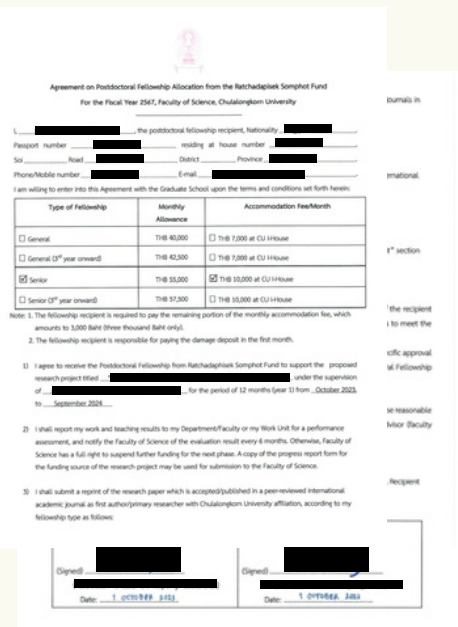 Agreement on Postdoctoral Fellowship Allocation from the Ratchadapisek Somphot Fund
For the Fiscal Year 2567, Faculty of Science, Chulalongkorn University
I, , the postdoctoral fellowship recipient, Nationality
Passport number residing at house number
Soi Road District Province
Phone/Mobile number E-mail
I am willing to enter into this Agreement with the Graduate School upon the terms and conditions set forth herein:
Type of Fellowship Monthly Allowance Accommodation Fee/Month
☐ General THB 40,000 ☐ THB 7,000 at CU I-House
☐ General (3rd year onward) THB 42,500 ☐ THB 7,000 at CU I-House
☑ Senior THB 55,000 ☑ THB 10,000 at CU I-House
☐ Senior (3rd year onward) THB 57,500 ☐ THB 10,000 at CU I-House
Note: 1. The fellowship recipient is required to pay the remaining portion of the monthly accommodation fee, which
amounts to 3,000 Baht (three thousand Baht only).
2. The fellowship recipient is responsible for paying the damage deposit in the first month.
1) I agree to receive the Postdoctoral Fellowship from Ratchadaphisek Somphot Fund to support the proposed
research project titled , under the supervision
of for the period of 12 months (year 1) from October 2023,
to September 2024
2) I shall report my work and teaching results to my Department/Faculty or my Work Unit for a performance
assessment, and notify the Faculty of Science of the evaluation result every 6 months. Otherwise, Faculty of
Science has a full right to suspend further funding for the next phase. A copy of the progress report form for
the funding source of the research project may be used for submission to the Faculty of Science.
3) I shall submit a reprint of the research paper which is accepted/published in a peer-reviewed international
academic journal as first author/primary researcher with Chulalongkorn University affiliation, according to my
fellowship type as follows:
journals in
ernational
1st section
the recipient
to meet the
cific approval
al Fellowship
se reasonable
dvisor (faculty
Recipient
(Signed) (Signed)
Date: 1 October 2023 Date: 1 October 2023